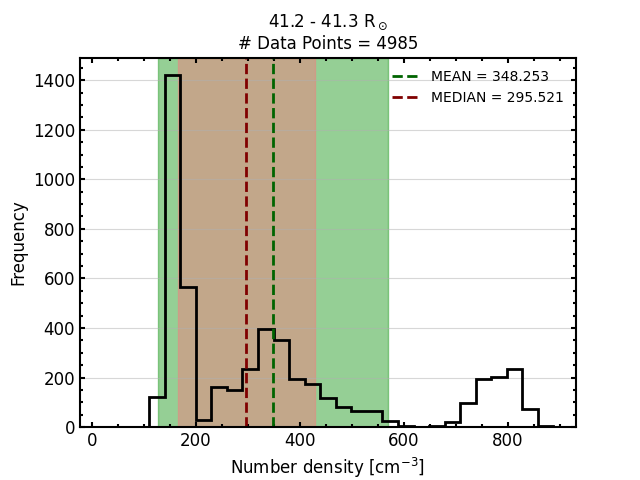 41.2 - 41.3 R⊙
# Data Points = 4985
MEAN = 348.253
MEDIAN = 295.521
Frequency
1400
1200
1000
800
600
400
200
0
0 200 400 600 800
Number density [cm⁻³]